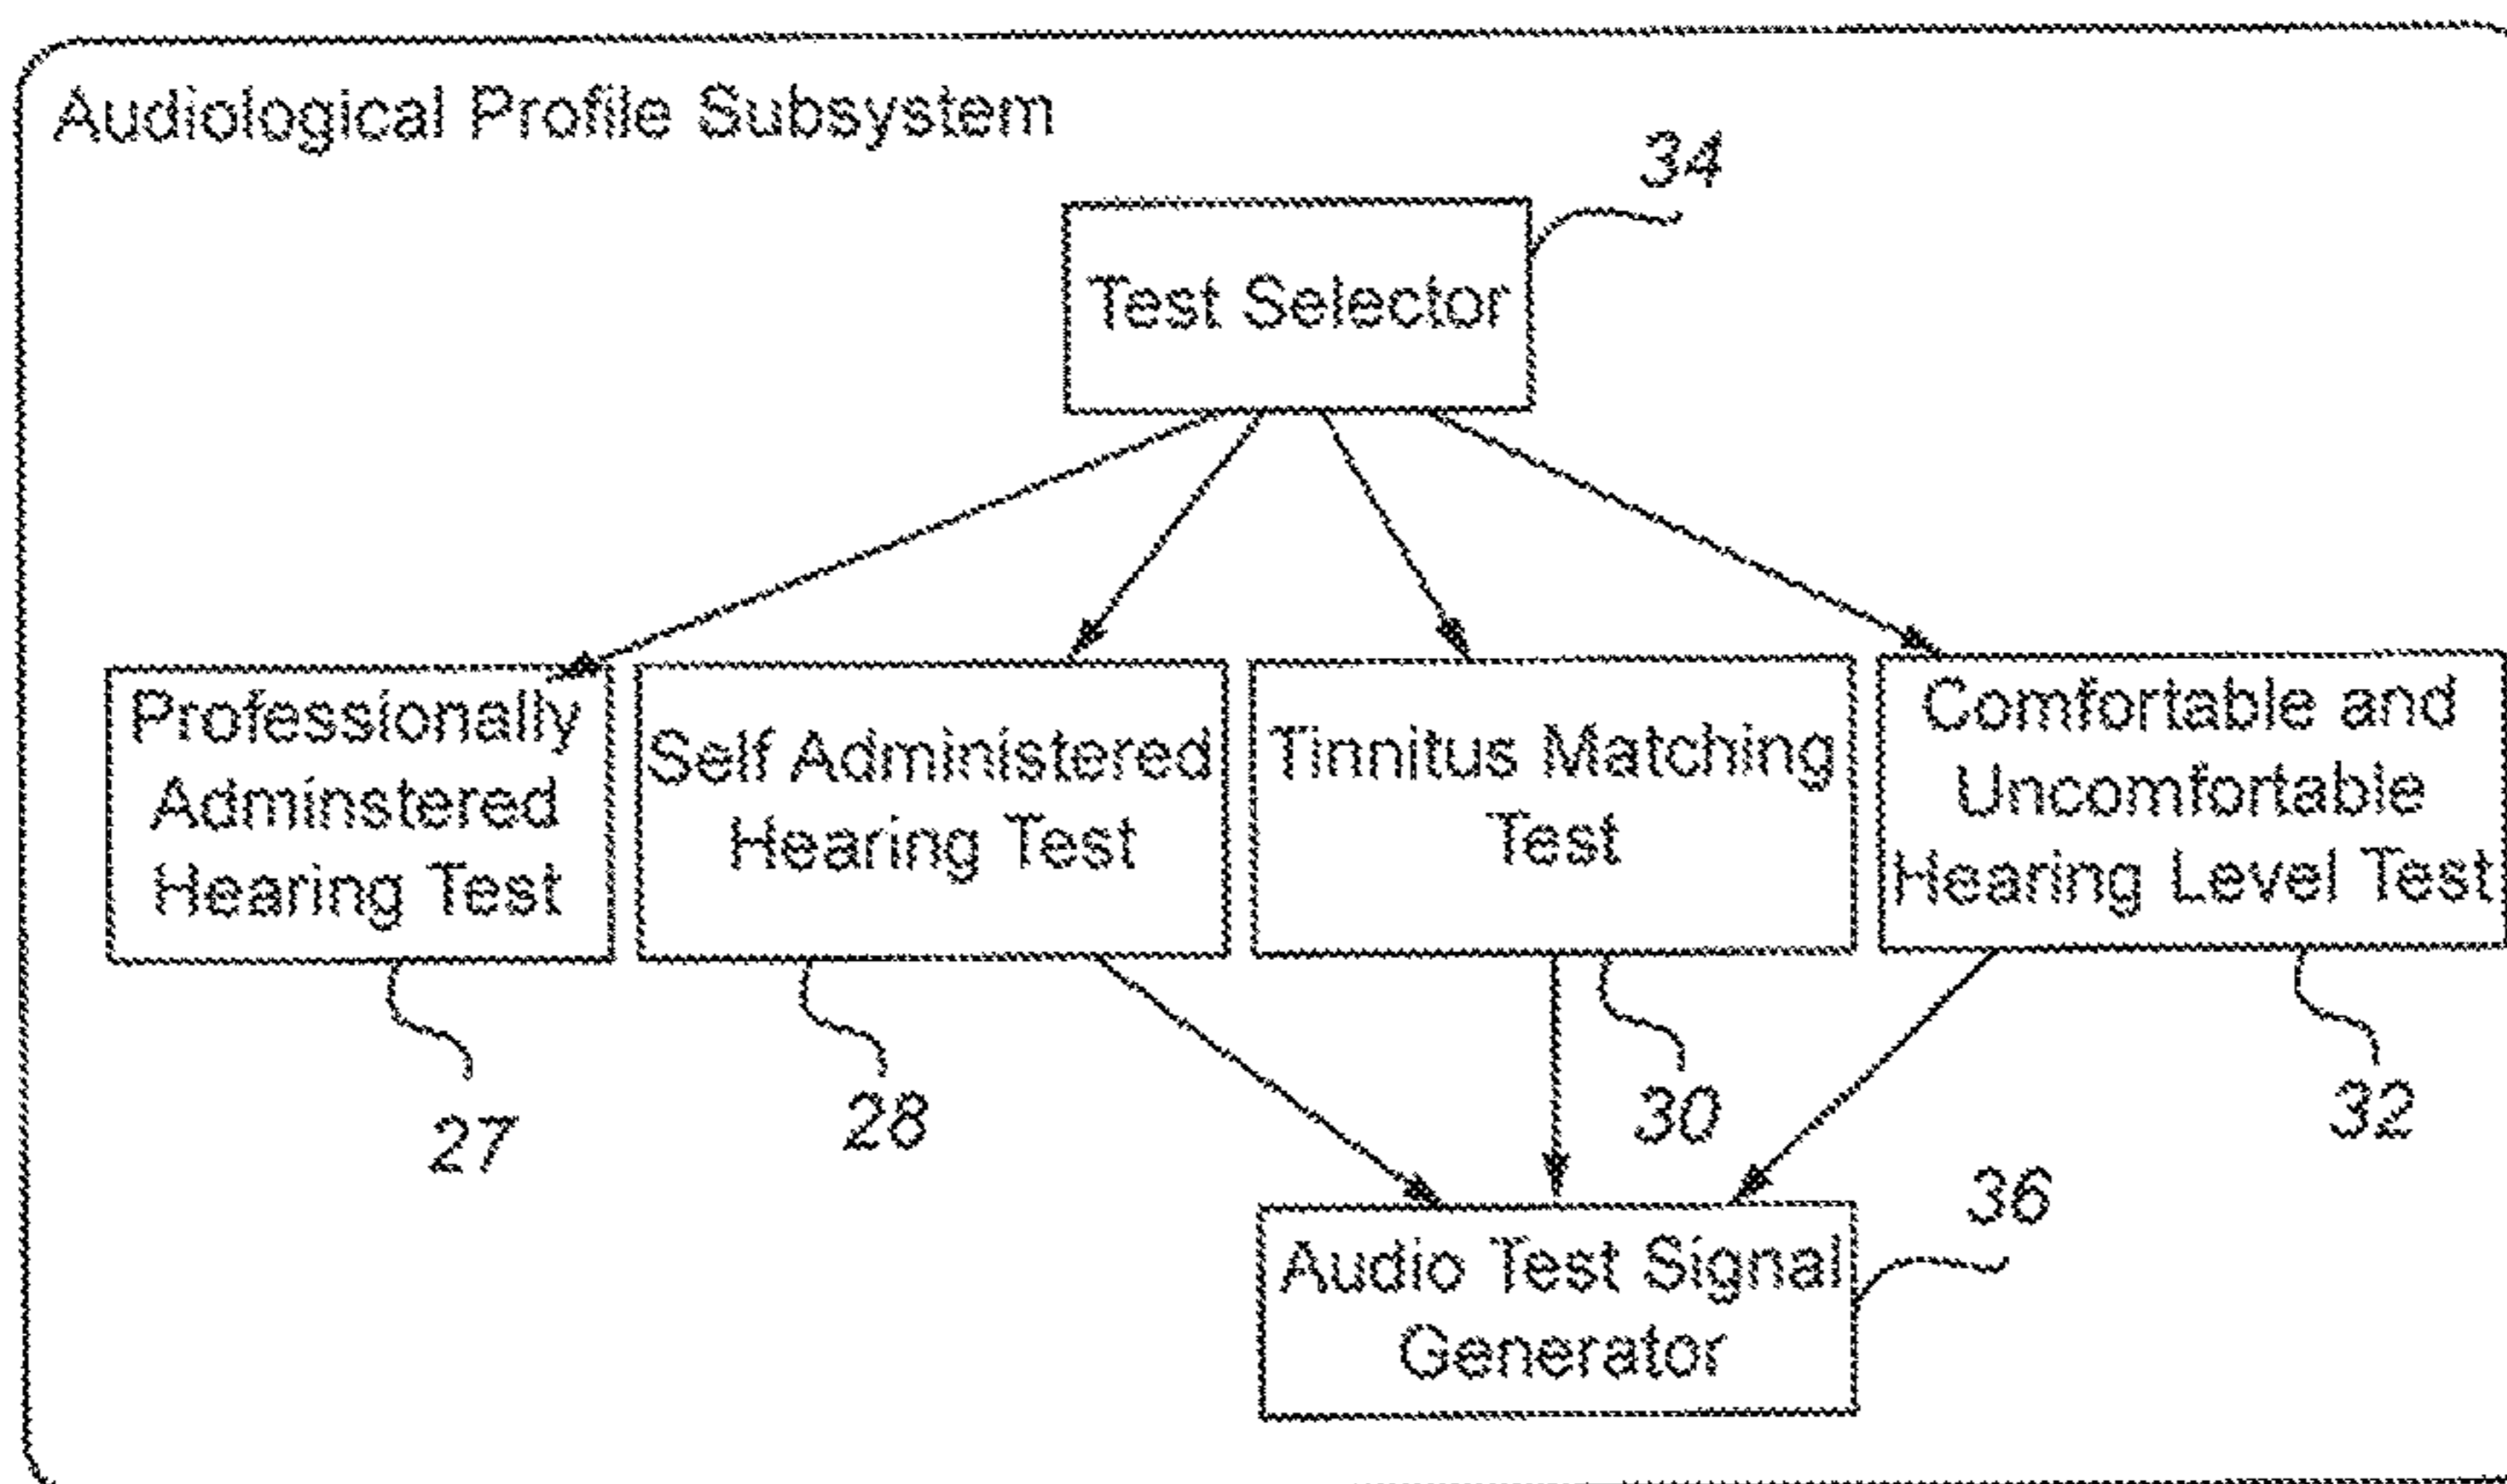 Audiological Profile Subsystem
34
Test Selector
Professionally
Adminstered
Hearing Test
Self Administered
Hearing Test
Tinnitus Matching
Test
Comfortable and
Uncomfortable
Hearing Level Test
27
28
30
32
36
Audio Test Signal
Generator